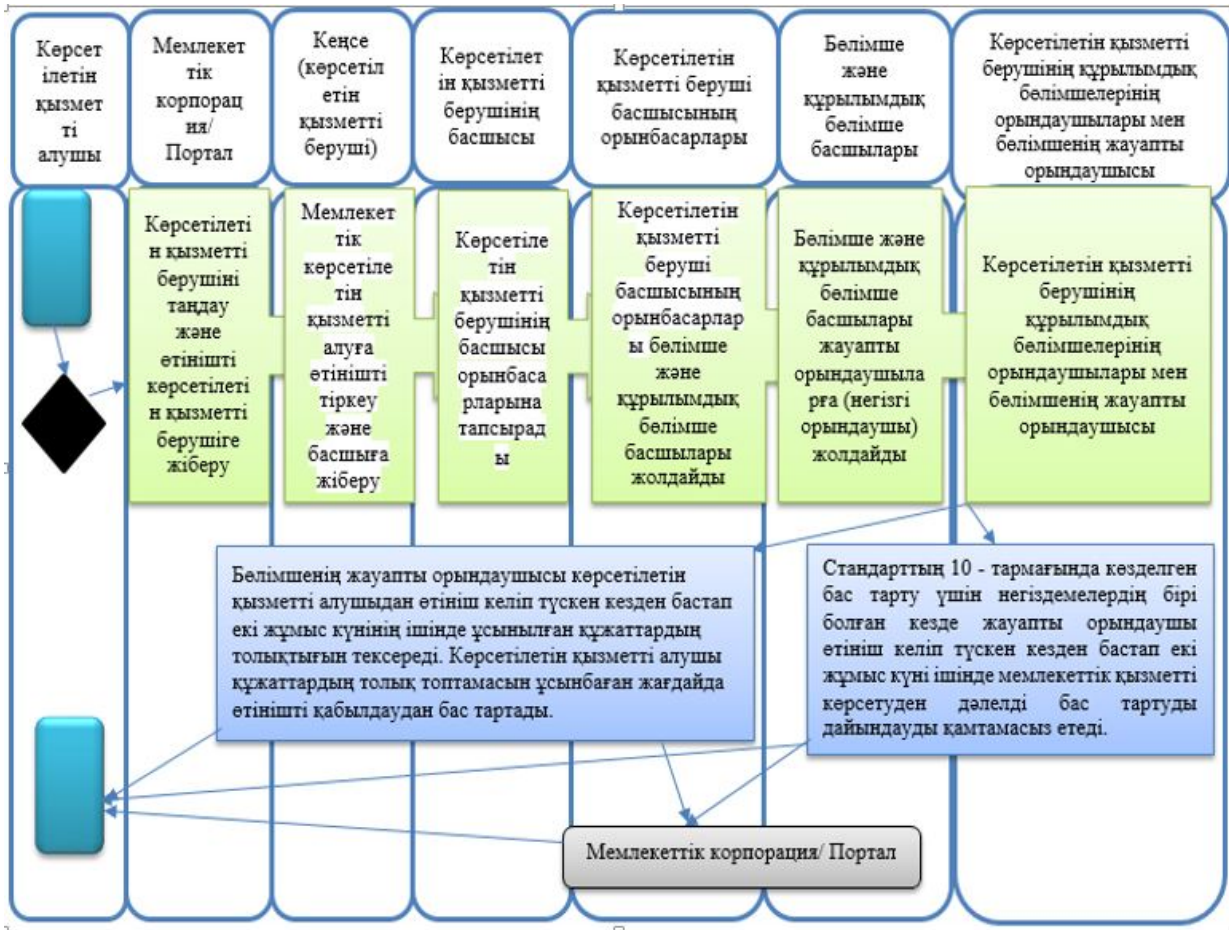 Көрсет
ілетін
қызмет
ті
алушы
Мемлекет
тік
корпорац
ия/
Портал
Кеңсе
(көрсетіл
етін
қызметті
беруші)
Көрсетілет
ін қызметті
берушінің
басшысы
Көрсетілетін
қызметті беруші
басшысының
орынбасарлары
Бөлімше
және
құрылымдық
бөлімше
басшылары
Көрсетілетін қызметті
берушінің құрылымдық
бөлімшелерінің
орындаушылары мен
бөлімшенің жауапты
орындаушысы
Көрсетілеті
н қызметті
берушіні
таңдау
және
өтінішті
көрсетілеті
н қызметті
берушіге
жіберу
Мемлекет
тік
көрсетіле
тін
қызметті
алуға
өтінішті
тіркеу
және
басшыға
жіберу
Көрсетіле
тін
қызметті
берушінің
басшысы
орынбаса
рларына
тапсырад
ы
Көрсетілетін
қызметті
беруші
басшысының
орынбасарлар
ы бөлімше
және
құрылымдық
бөлімше
басшылары
жолдайды
Бөлімше және
құрылымдық
бөлімше
басшылары
жауапты
орындаушыла
рға (негізгі
орындаушы)
жолдайды
Көрсетілетін қызметті
берушінің
құрылымдық
бөлімшелерінің
орындаушылары мен
бөлімшенің жауапты
орындаушысы
Бөлімшенің жауапты орындаушысы көрсетілетін
қызметті алушыдан өтініш келіп түскен кезден бастап
екі жұмыс күнінің ішінде ұсынылған құжаттардың
толықтығын тексереді. Көрсетілетін қызметті алушы
құжаттардың толық топтамасын ұсынбаған жағдайда
өтінішті қабылдаудан бас тартады.
Стандарттың 10 - тармағында көзделген
бас тарту үшін негіздемелердің бірі
болған кезде жауапты орындаушы
өтініш келіп түскен кезден бастап екі
жұмыс күні ішінде мемлекеттік қызметті
көрсетуден дәлелді бас тартуды
дайындауды қамтамасыз етеді.
Мемлекеттік корпорация/ Портал